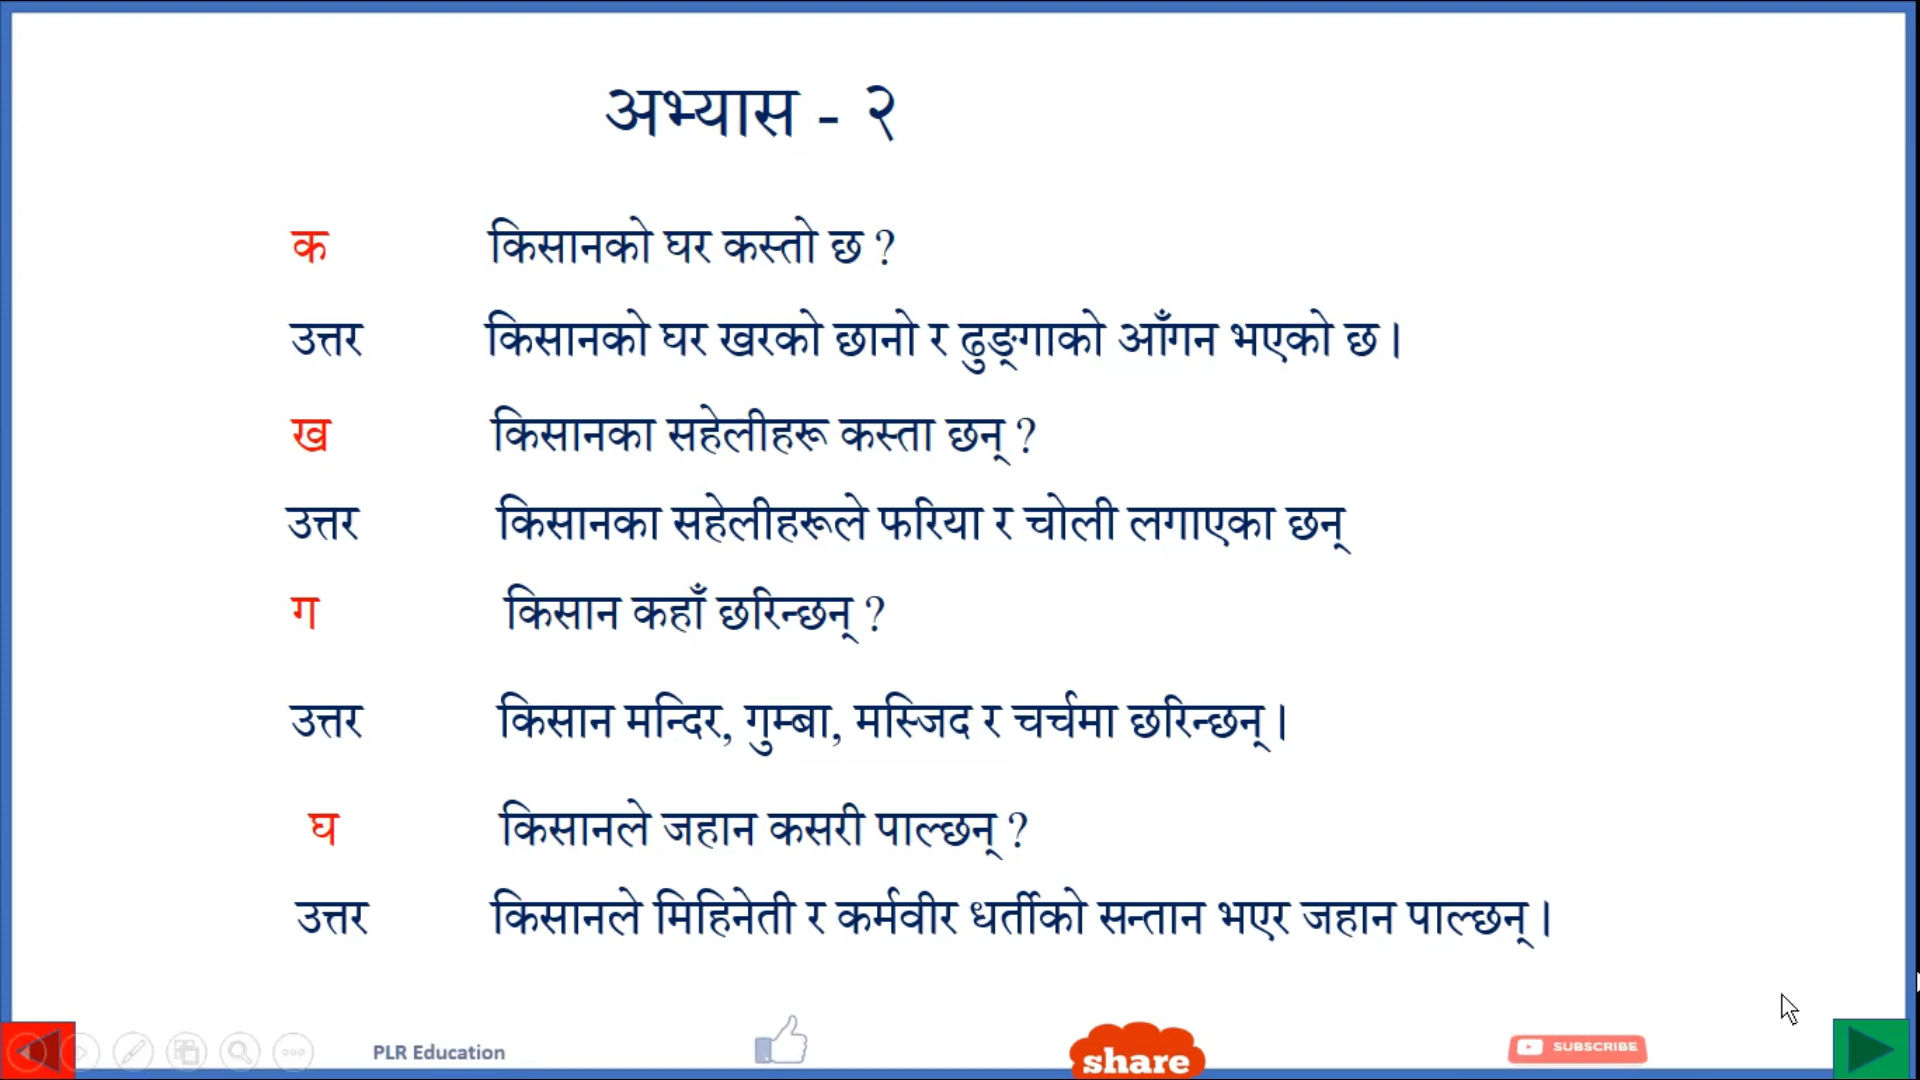 अभ्यास - २
क किसानको घर कस्तो छ ?
उत्तर किसानको घर खरको छानो र ढुङ्गाको आँगन भएको छ।
ख किसानका सहेलीहरू कस्ता छन् ?
उत्तर किसानका सहेलीहरूले फरिया र चोली लगाएका छन्
ग किसान कहाँ छरिन्छन् ?
उत्तर किसान मन्दिर, गुम्बा, मस्जिद र चर्चमा छरिन्छन्।
घ किसानले जहान कसरी पाल्छन् ?
उत्तर किसानले मिहिनेती र कर्मवीर धर्तीको सन्तान भएर जहान पाल्छन्।
PLR Education share SUBSCRIBE